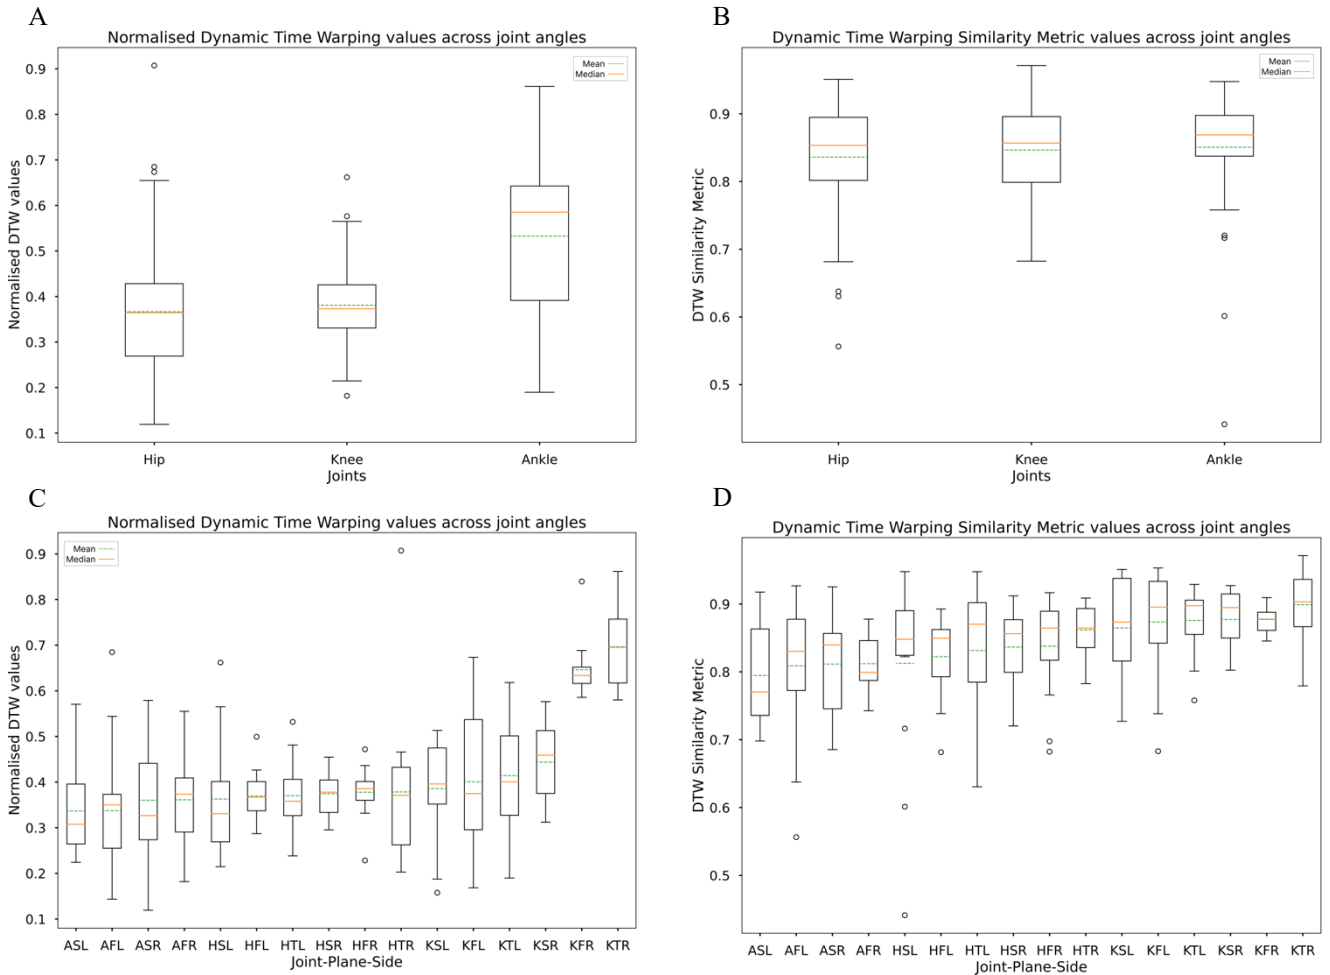 A
Normalised Dynamic Time Warping values across joint angles
Mean
Median
Normalised DTW values
0.9
0.8
0.7
0.6
0.5
0.4
0.3
0.2
0.1
Hip Knee Ankle
Joints
B
Dynamic Time Warping Similarity Metric values across joint angles
Mean
Median
DTW Similarity Metric
0.9
0.8
0.7
0.6
0.5
Hip Knee Ankle
Joints
C
Normalised Dynamic Time Warping values across joint angles
Mean
Median
Normalised DTW values
0.9
0.8
0.7
0.6
0.5
0.4
0.3
0.2
0.1
ASL AFL ASR AFR HSL HFL HTL HSR HFR HTR KSL KFL KTL KSR KFR KTR
Joint-Plane-Side
D
Dynamic Time Warping Similarity Metric values across joint angles
DTW Similarity Metric
0.9
0.8
0.7
0.6
0.5
ASL AFL ASR AFR HSL HFL HTL HSR HFR HTR KSL KFL KTL KSR KFR KTR
Joint-Plane-Side